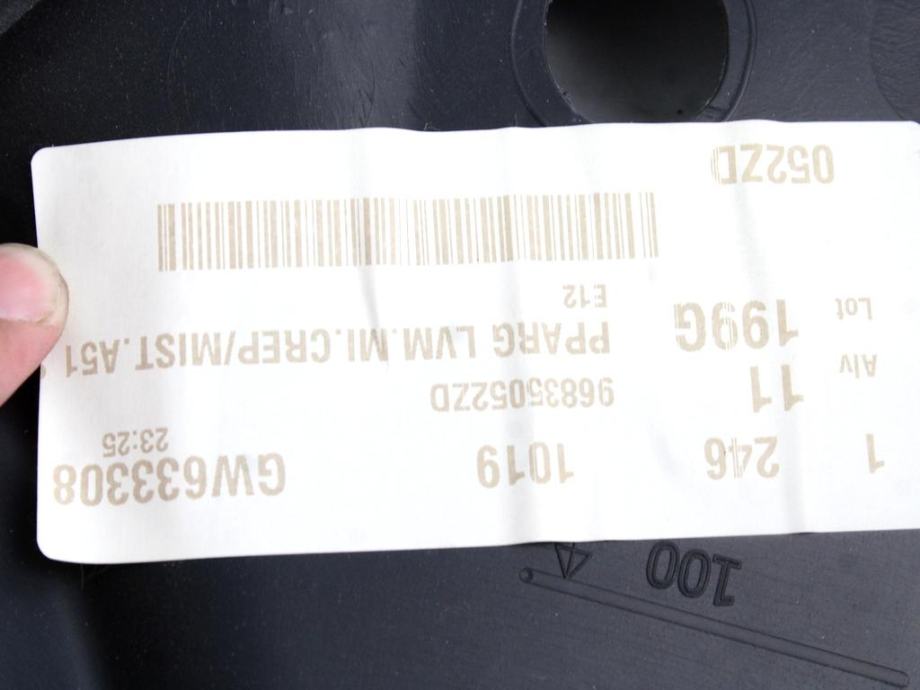 100
1 246 1019 GW633308
23:25
Alv 11 96835052ZD
PPARG LVM.MI.CREP/MIST.A51
Lot 199G
E12
052ZD